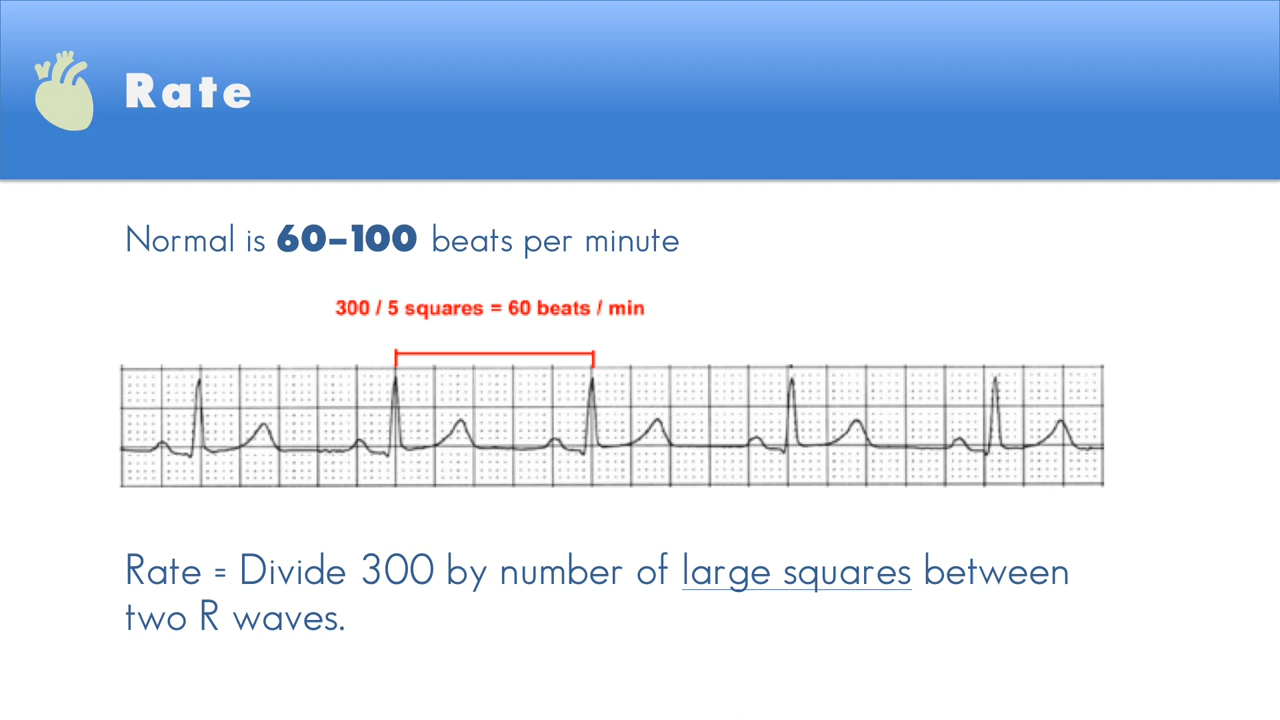 Rate
Normal is 60–100 beats per minute
300 / 5 squares = 60 beats / min
Rate = Divide 300 by number of large squares between
two R waves.